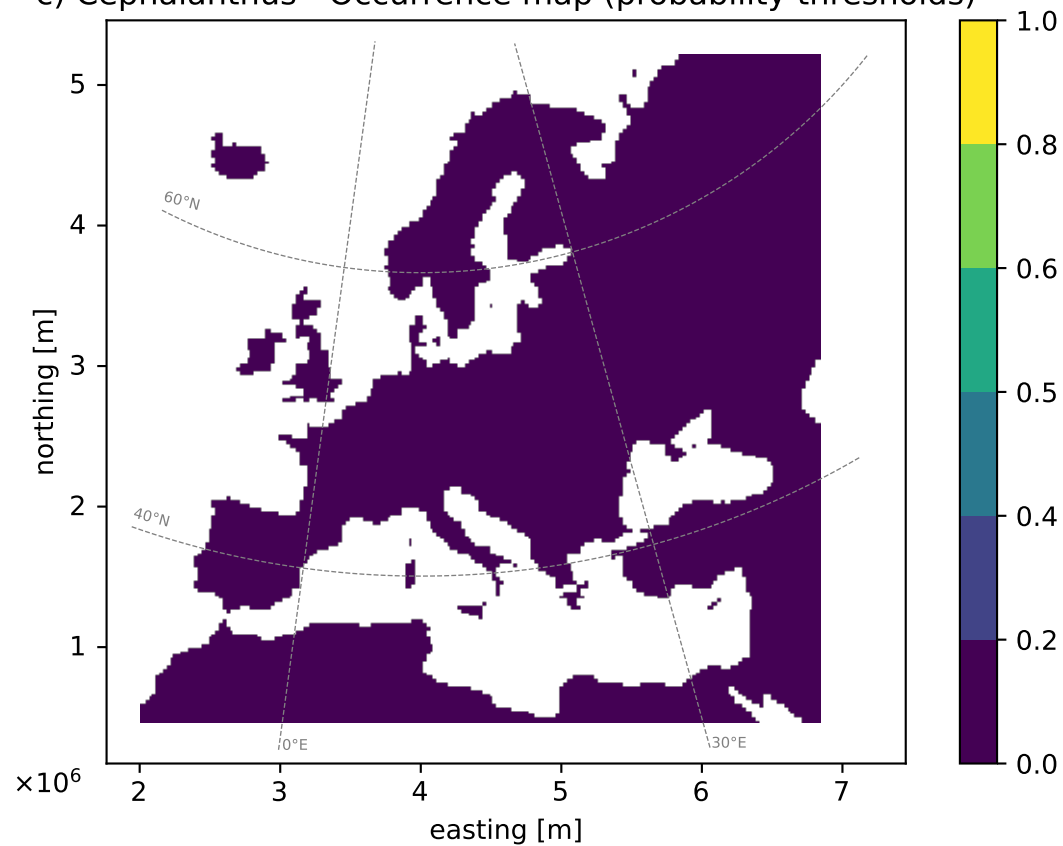 c) Cephalanthus - Occurrence map (probability thresholds)
1.0
5
0.8
60°N
4
0.6
northing [m]
3
0.5
2
40°N
0.4
0.2
1
0°E
30°E
0.0
×10⁶
2 3 4 5 6 7
easting [m]